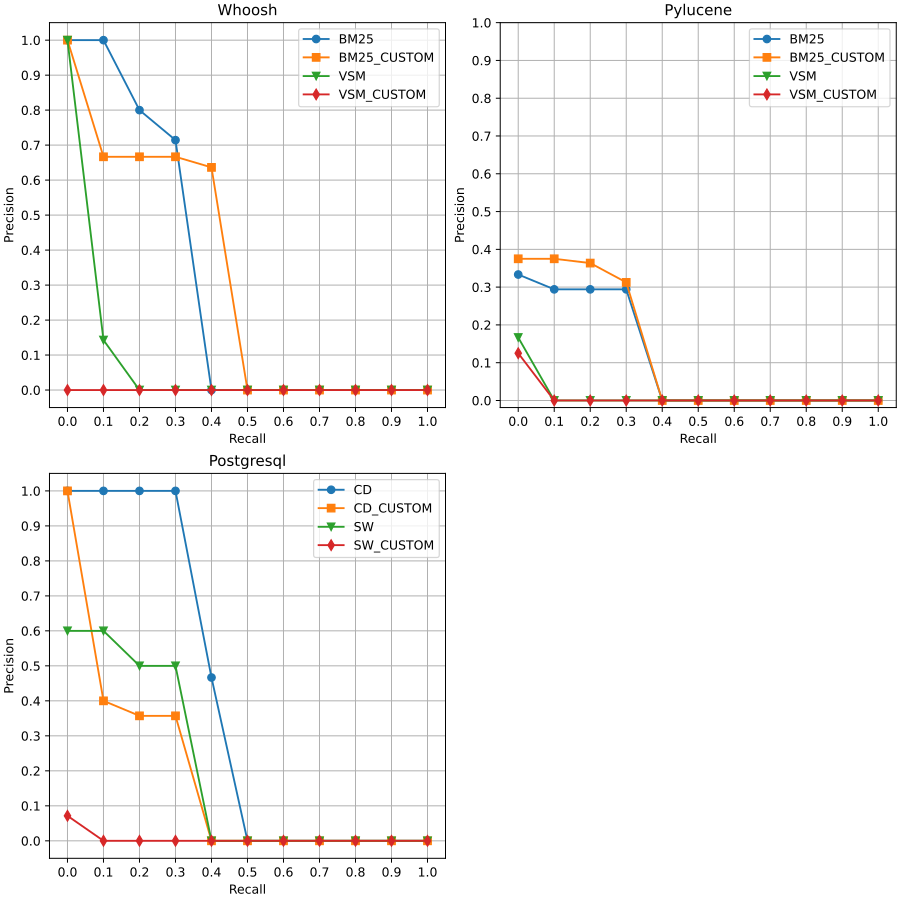 Whoosh
BM25
BM25_CUSTOM
VSM
VSM_CUSTOM
1.0
0.9
0.8
0.7
0.6
0.5
0.4
0.3
0.2
0.1
0.0
Precision
0.0 0.1 0.2 0.3 0.4 0.5 0.6 0.7 0.8 0.9 1.0
Recall
Pylucene
BM25
BM25_CUSTOM
VSM
VSM_CUSTOM
1.0
0.9
0.8
0.7
0.6
0.5
0.4
0.3
0.2
0.1
0.0
Precision
0.0 0.1 0.2 0.3 0.4 0.5 0.6 0.7 0.8 0.9 1.0
Recall
Postgresql
CD
CD_CUSTOM
SW
SW_CUSTOM
1.0
0.9
0.8
0.7
0.6
0.5
0.4
0.3
0.2
0.1
0.0
Precision
0.0 0.1 0.2 0.3 0.4 0.5 0.6 0.7 0.8 0.9 1.0
Recall